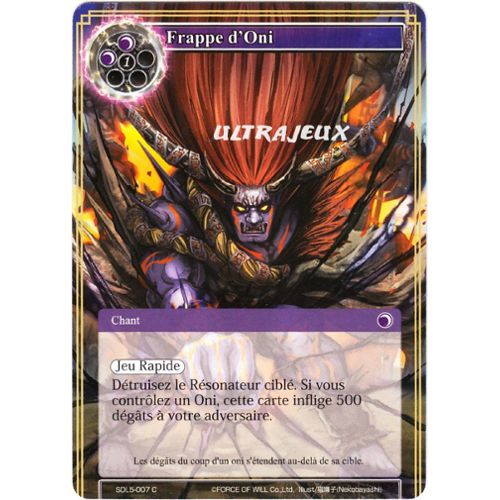 Frappe d'Oni
1
ULTRAJEUX
Chant
Jeu Rapide
Détruisez le Résonateur ciblé. Si vous
contrôlez un Oni, cette carte inflige 500
dégâts à votre adversaire.
Les dégâts du coup d'un oni s'étendent au-delà de sa cible.
SDL5-007 C ©FORCE OF WILL Co.,Ltd. Illust/